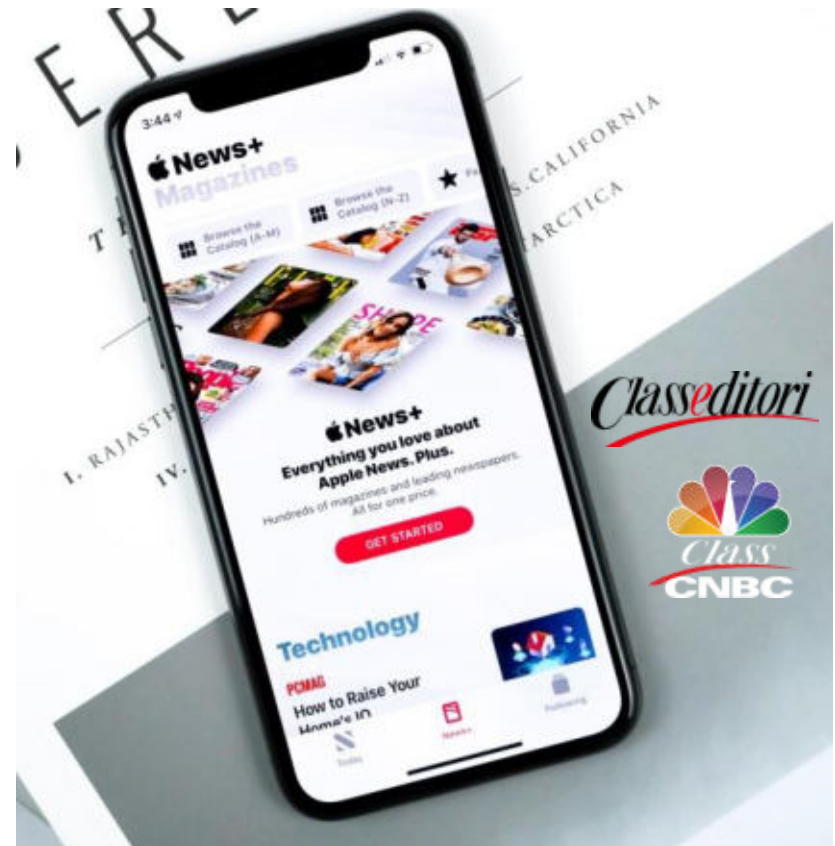 ERE
3:44
News+
Magazines
Browse the
Catalog (A-M)
Browse the
Catalog (N-Z)
S.CALIFORNIA
ARCTICA
T
SHAPE
I. RAJASTH
IV.
News+
Everything you love about
Apple News. Plus.
Hundreds of magazines and leading newspapers.
All for one price.
GET STARTED
Technology
PCMAG
How to Raise Your
Home's IQ
Today
News+
Following
Classeditori
Class
CNBC